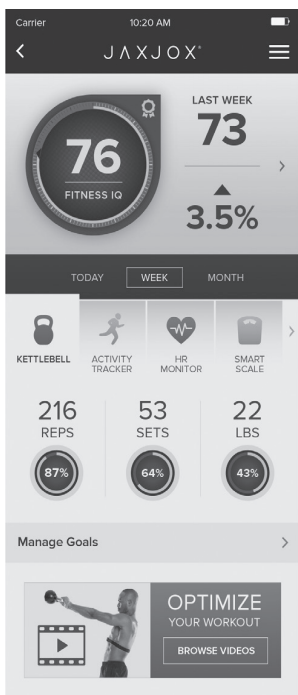 Carrier
10:20 AM
JAXJOX®
76
FITNESS IQ
LAST WEEK
73
3.5%
TODAY
WEEK
MONTH
KETTLEBELL
ACTIVITY
TRACKER
HR
MONITOR
SMART
SCALE
216
REPS
87%
53
SETS
64%
22
LBS
43%
Manage Goals
OPTIMIZE
YOUR WORKOUT
BROWSE VIDEOS